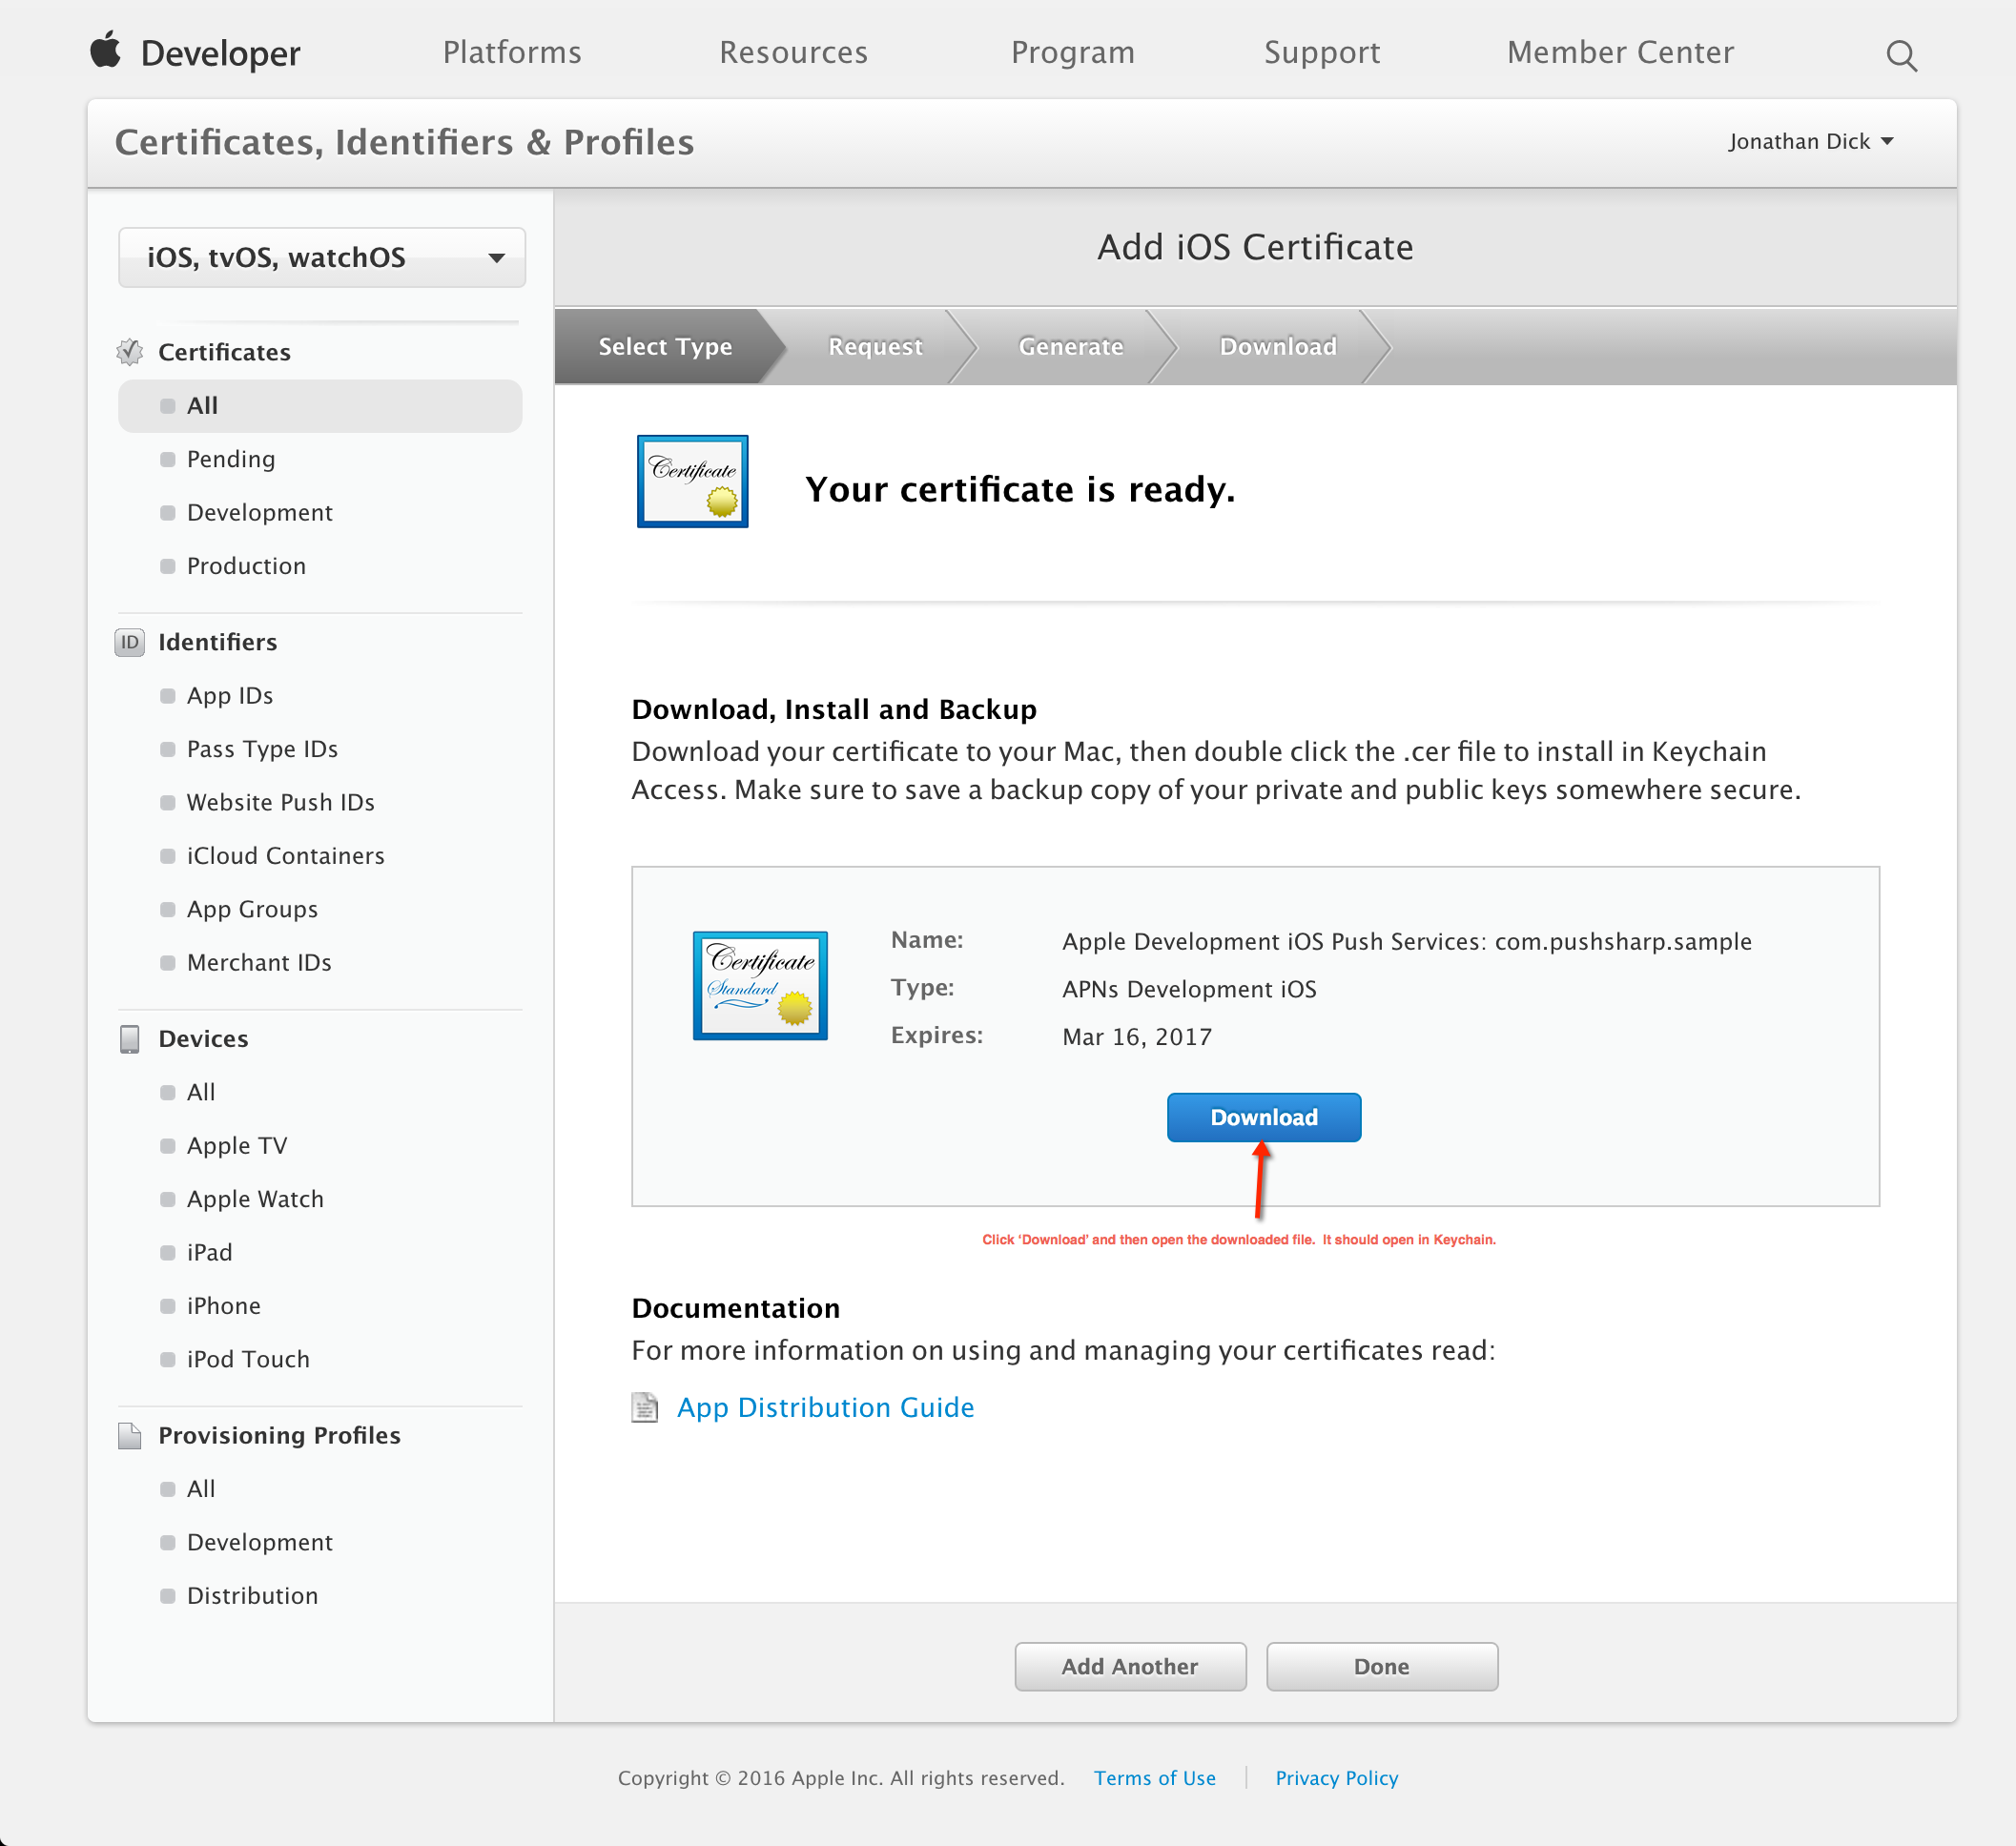 Developer
Platforms
Resources
Program
Support
Member Center
Certificates, Identifiers & Profiles
Jonathan Dick
iOS, tvOS, watchOS
Certificates
All
Pending
Development
Production
ID Identifiers
App IDs
Pass Type IDs
Website Push IDs
iCloud Containers
App Groups
Merchant IDs
Devices
All
Apple TV
Apple Watch
iPad
iPhone
iPod Touch
Provisioning Profiles
All
Development
Distribution
Add iOS Certificate
Select Type
Request
Generate
Download
Certificate
Your certificate is ready.
Download, Install and Backup
Download your certificate to your Mac, then double click the .cer file to install in Keychain
Access. Make sure to save a backup copy of your private and public keys somewhere secure.
Certificate
Standard
Name: Apple Development iOS Push Services: com.pushsharp.sample
Type: APNs Development iOS
Expires: Mar 16, 2017
Download
Click ‘Download’ and then open the downloaded file. It should open in Keychain.
Documentation
For more information on using and managing your certificates read:
App Distribution Guide
Add Another
Done
Copyright © 2016 Apple Inc. All rights reserved. Terms of Use Privacy Policy